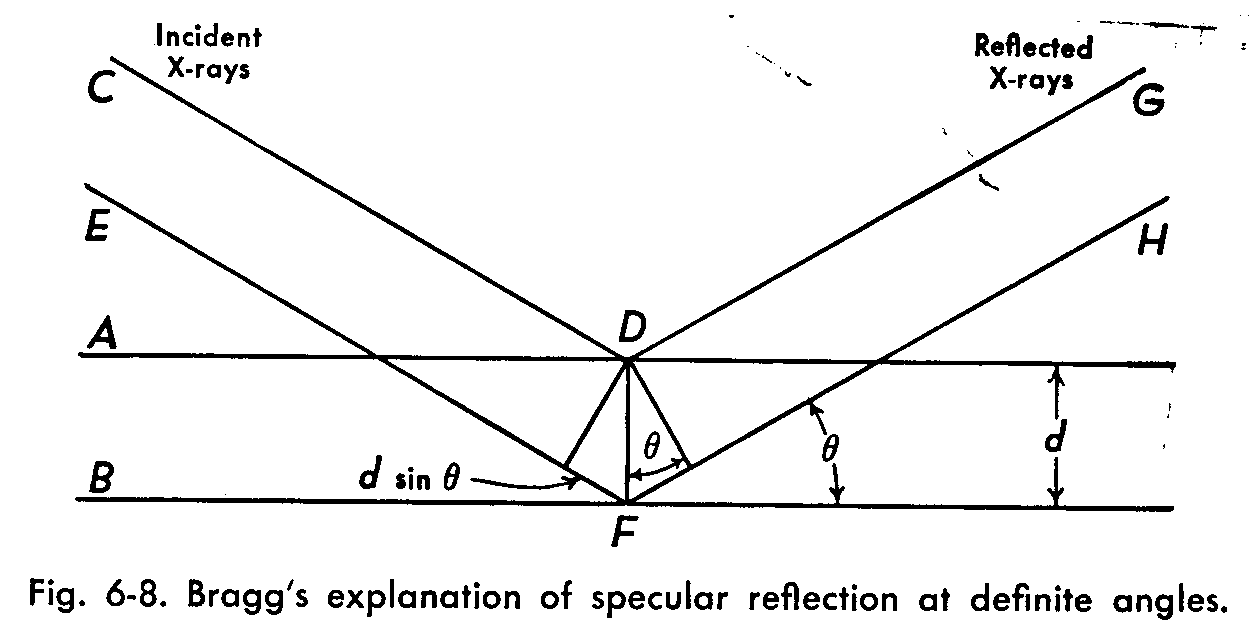 Incident
X-rays
Reflected
X-rays
C
G
E
H
A
D
θ
θ
d
B
d sin θ
F
Fig. 6-8. Bragg's explanation of specular reflection at definite angles.